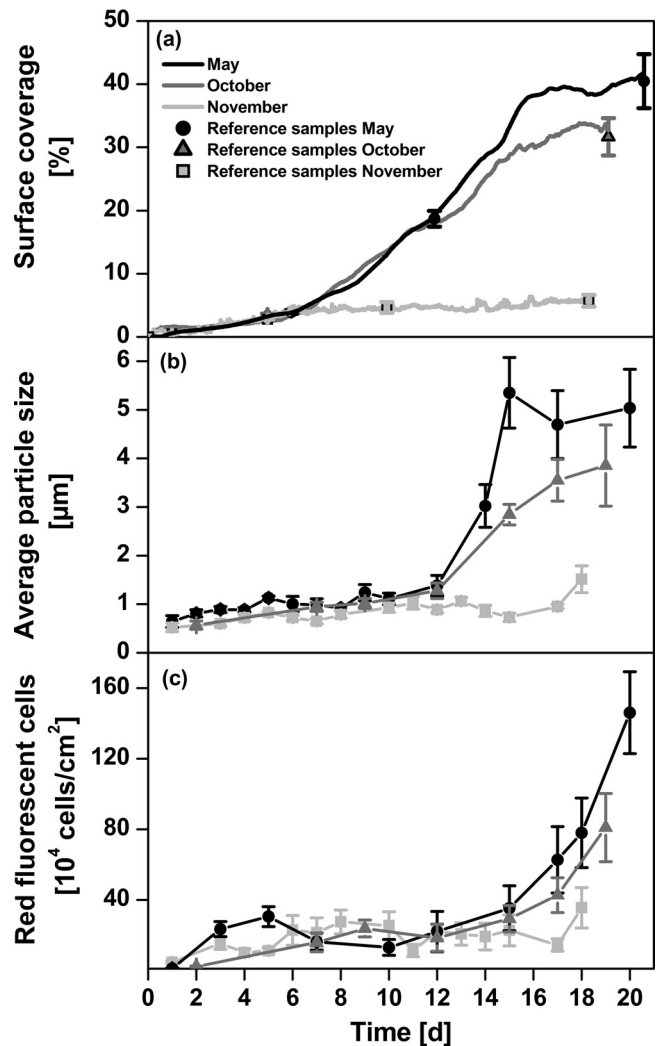 50
(a)
May
October
November
Reference samples May
Reference samples October
Reference samples November
40
30
20
10
0
Surface coverage
[%]
6
(b)
5
4
3
2
1
0
Average particle size
[µm]
(c)
160
120
80
40
Red fluorescent cells
[10⁴ cells/cm²]
0 2 4 6 8 10 12 14 16 18 20
Time [d]